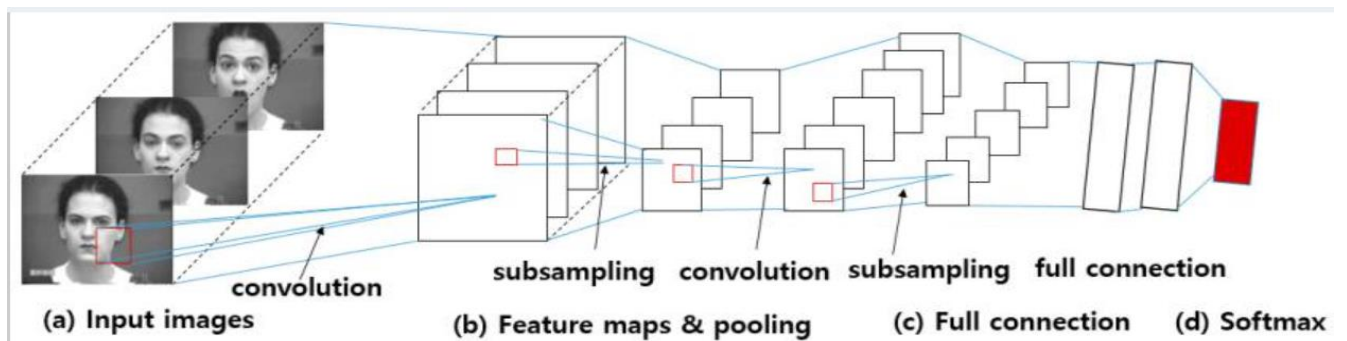 subsampling convolution subsampling full connection
convolution
(a) Input images (b) Feature maps & pooling (c) Full connection (d) Softmax